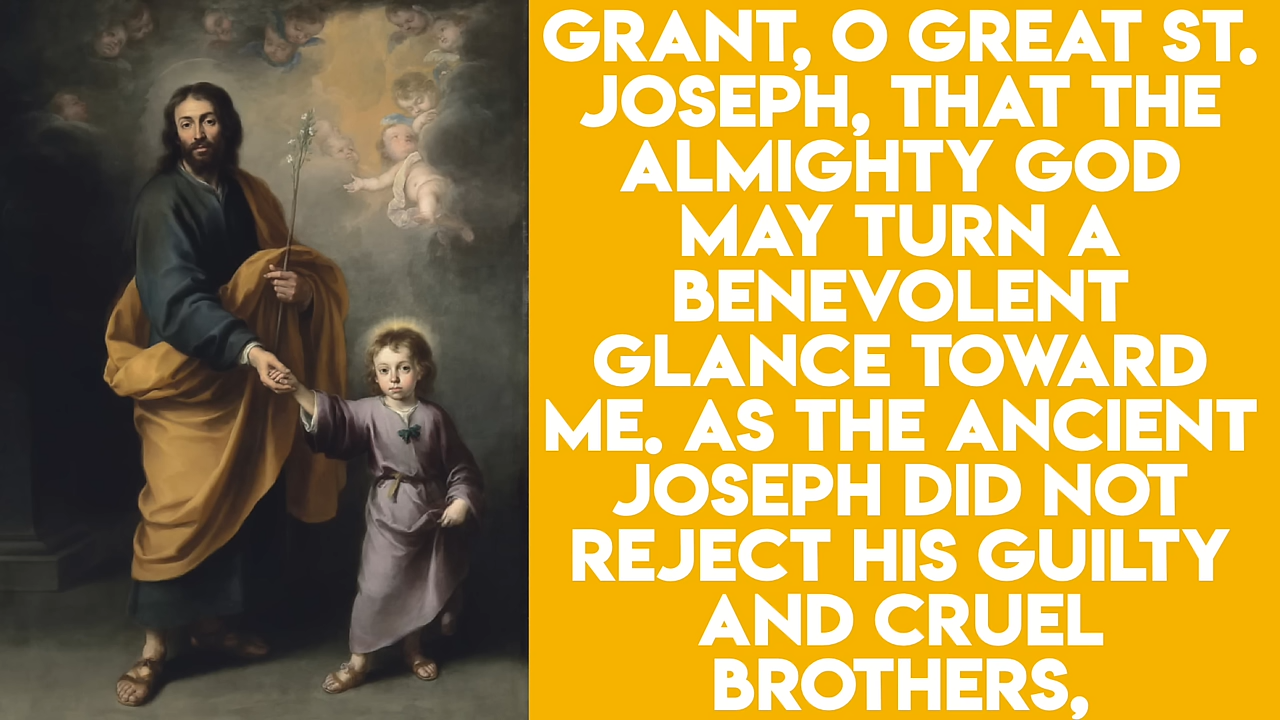 GRANT, O GREAT ST.
JOSEPH, THAT THE
ALMIGHTY GOD
MAY TURN A
BENEVOLENT
GLANCE TOWARD
ME. AS THE ANCIENT
JOSEPH DID NOT
REJECT HIS GUILTY
AND CRUEL
BROTHERS,